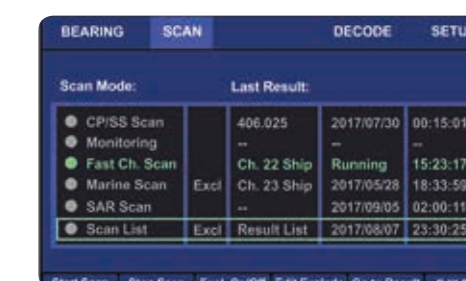 BEARING SCAN DECODE SETU
Scan Mode: Last Result:
CP/SS Scan 406.025 2017/07/30 00:15:01
Monitoring -- -- --
Fast Ch. Scan Ch. 22 Ship Running 15:23:17
Marine Scan Excl Ch. 23 Ship 2017/05/28 18:33:59
SAR Scan -- 2017/09/05 02:00:11
Scan List Excl Result List 2017/08/07 23:30:25